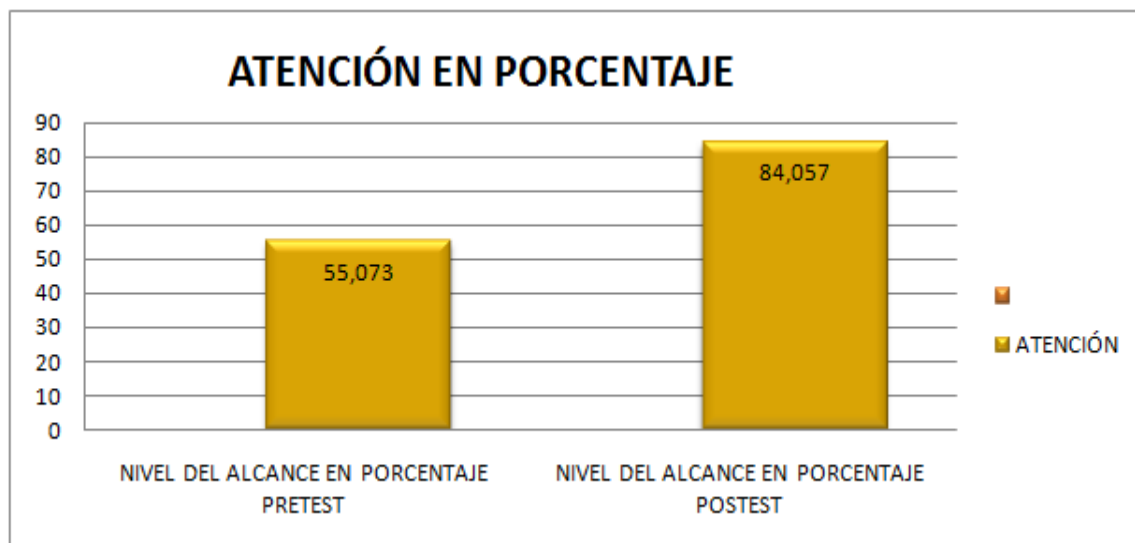 ATENCIÓN EN PORCENTAJE
90
80
70
60
50
40
30
20
10
0
55,073
84,057
NIVEL DEL ALCANCE EN PORCENTAJE
PRETEST
NIVEL DEL ALCANCE EN PORCENTAJE
POSTEST
ATENCIÓN